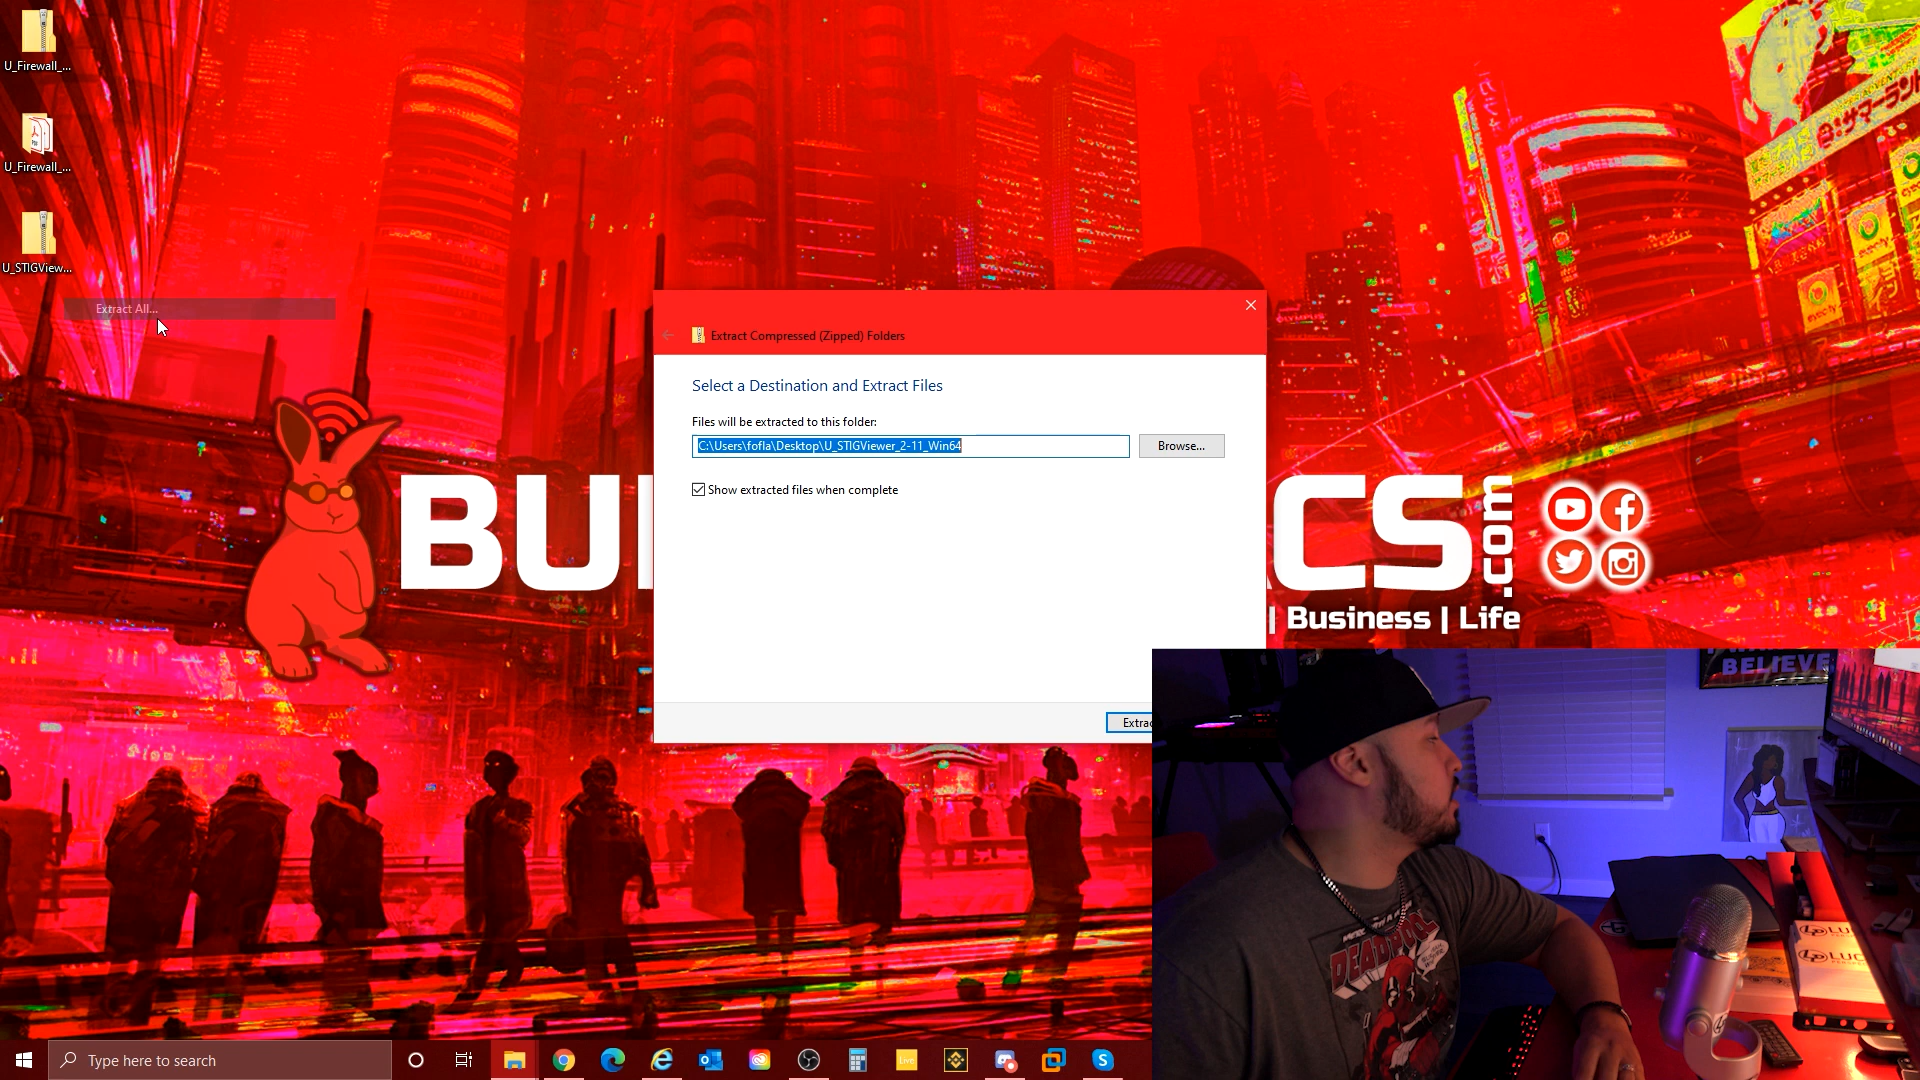 U_Firewall_...
U_Firewall_...
U_STIGView...
Extract All...
Extract Compressed (Zipped) Folders
Select a Destination and Extract Files
Files will be extracted to this folder:
C:\Users\fofla\Desktop\U_STIGViewer_2-11_Win64
Browse...
Show extracted files when complete
Extrac
BU
CS
.com
| Business | Life
BELIEVE
DEADPOOL
Type here to search
Live